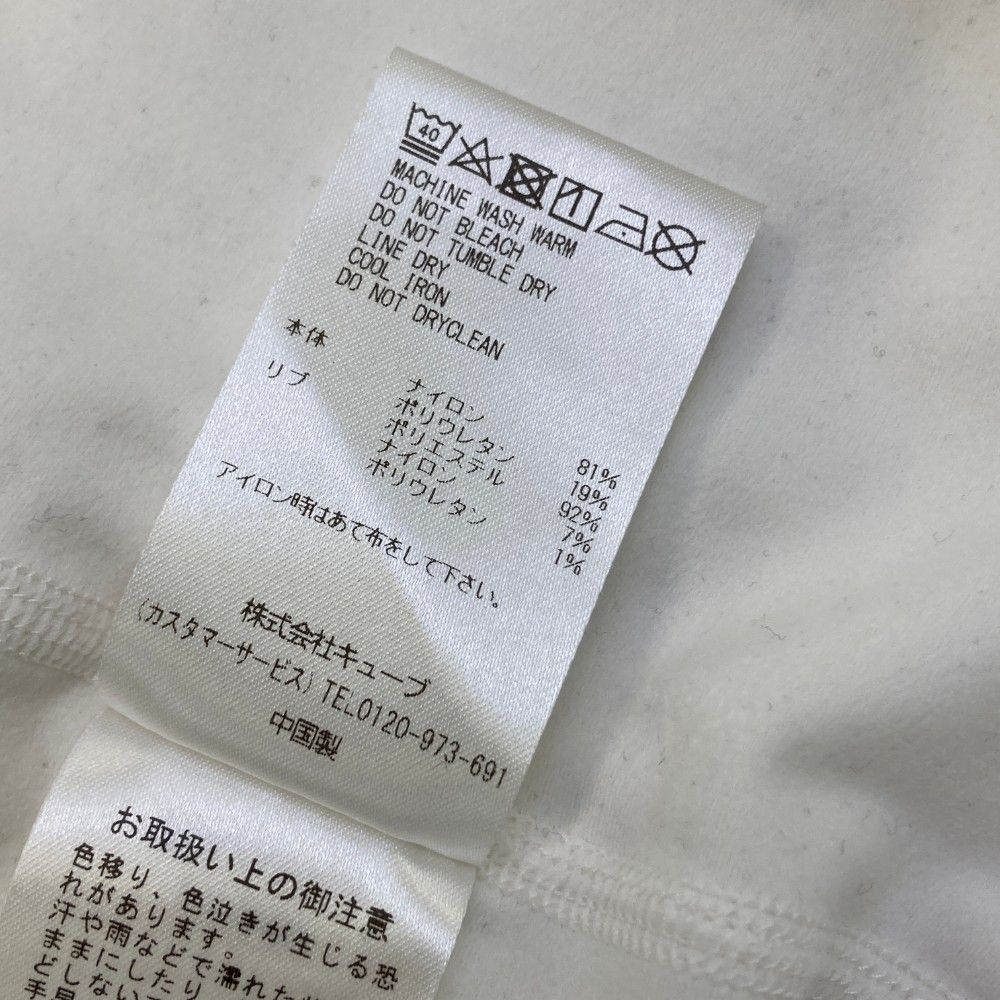 40
MACHINE WASH WARM
DO NOT BLEACH
DO NOT TUMBLE DRY
LINE DRY
COOL IRON
DO NOT DRYCLEAN
本体 ナイロン 81%
ポリウレタン 19%
リブ ポリエステル 92%
ナイロン 7%
ポリウレタン 1%
アイロン時はあて布をして下さい。
株式会社キューブ
(カスタマーサービス) TEL0120-973-691
中国製
お取扱い上の御注意
色移り、色泣きが生じる恐
れがあります。
汗や雨などで濡れた
ままにしたり
どしない